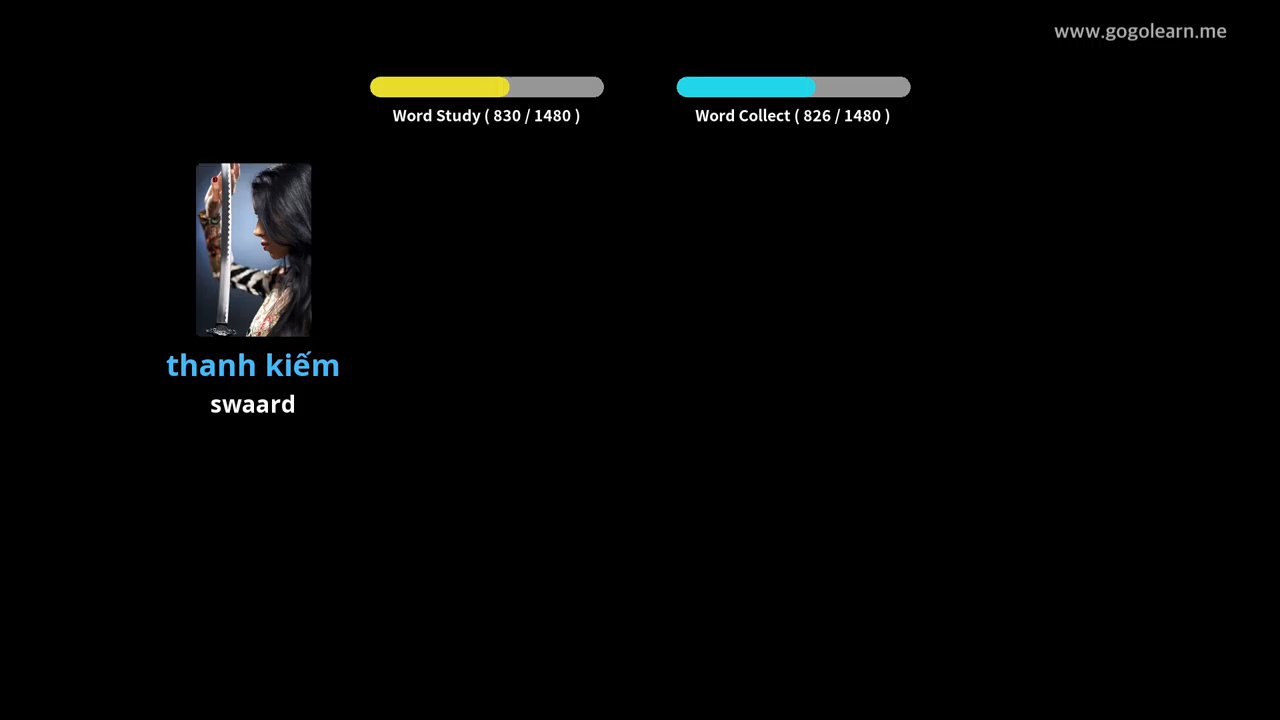 www.gogolearn.me
Word Study ( 830 / 1480 )
Word Collect ( 826 / 1480 )
thanh kiếm
swaard